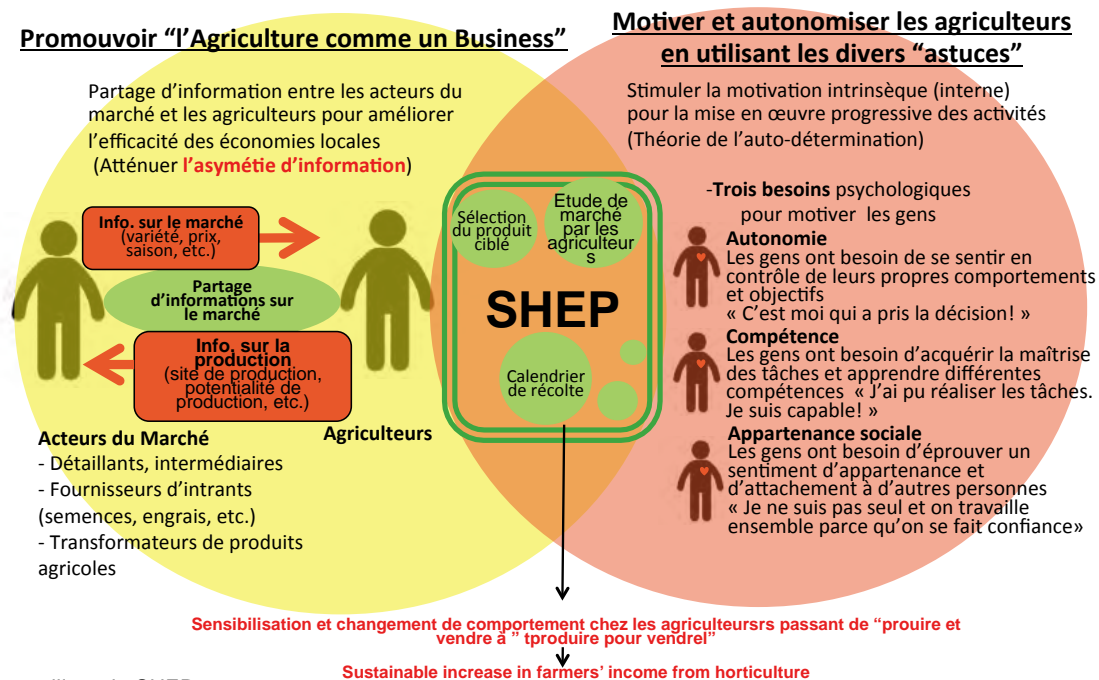 Promouvoir “l’Agriculture comme un Business”
Partage d’information entre les acteurs du
marché et les agriculteurs pour améliorer
l’efficacité des économies locales
(Atténuer l’asymétie d’information)
Info. sur le marché
(variété, prix,
saison, etc.)
Partage
d’informations sur
le marché
Info. sur la
production
(site de production,
potentialité de
production, etc.)
Acteurs du Marché
- Détaillants, intermédiaires
- Fournisseurs d’intrants
(semences, engrais, etc.)
- Transformateurs de produits
agricoles
Agriculteurs
Sélection
du produit
ciblé
Etude de
marché
par les
agriculteur
s
SHEP
Calendrier
de récolte
Motiver et autonomiser les agriculteurs
en utilisant les divers “astuces”
Stimuler la motivation intrinsèque (interne)
pour la mise en œuvre progressive des activités
(Théorie de l’auto-détermination)
-Trois besoins psychologiques
pour motiver les gens
Autonomie
Les gens ont besoin de se sentir en
contrôle de leurs propres comportements
et objectifs
« C’est moi qui a pris la décision! »
Compétence
Les gens ont besoin d’acquérir la maîtrise
des tâches et apprendre différentes
compétences « J’ai pu réaliser les tâches.
Je suis capable! »
Appartenance sociale
Les gens ont besoin d’éprouver un
sentiment d’appartenance et
d’attachement à d’autres personnes
« Je ne suis pas seul et on travaille
ensemble parce qu’on se fait confiance»
Sensibilisation et changement de comportement chez les agriculteursrs passant de “prouire et
vendre à ” tproduire pour vendrel”
Sustainable increase in farmers’ income from horticulture